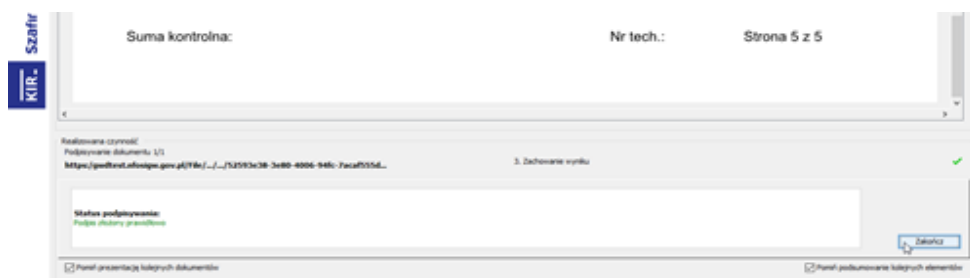 Szafir
KIR.
Suma kontrolna: Nr tech.: Strona 5 z 5
Realizowana czynność
Podpisywanie dokumentu 1/1
3. Zachowanie wyniku
Status podpisywania:
Podpis złożony prawidłowo
Zakończ
Pomiń prezentację kolejnych dokumentów
Pomiń podsumowanie kolejnych elementów